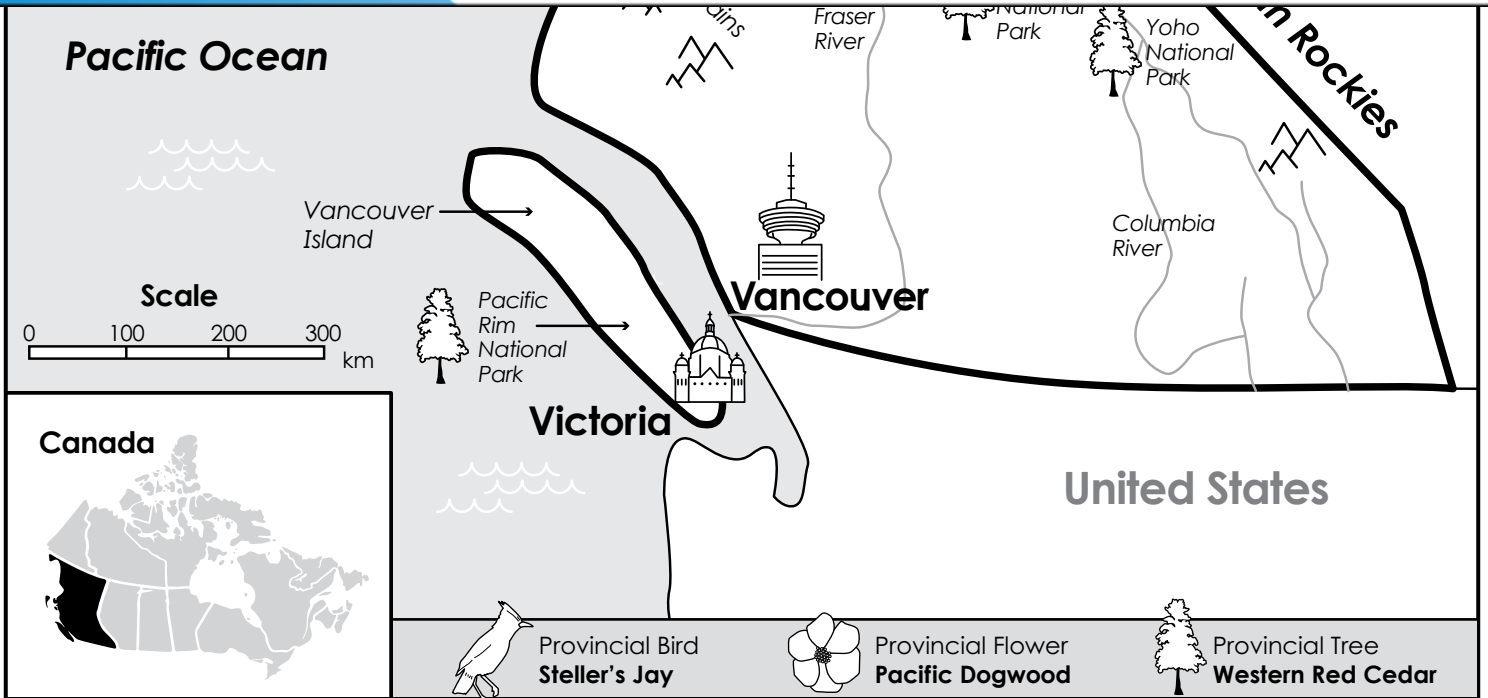 Pacific Ocean
Fraser
River
National
Park
Yoho
National
Park
Rockies
Vancouver
Island
Columbia
River
Scale
0 100 200 300
km
Pacific
Rim
National
Park
Vancouver
Victoria
Canada
United States
Provincial Bird
Steller's Jay
Provincial Flower
Pacific Dogwood
Provincial Tree
Western Red Cedar